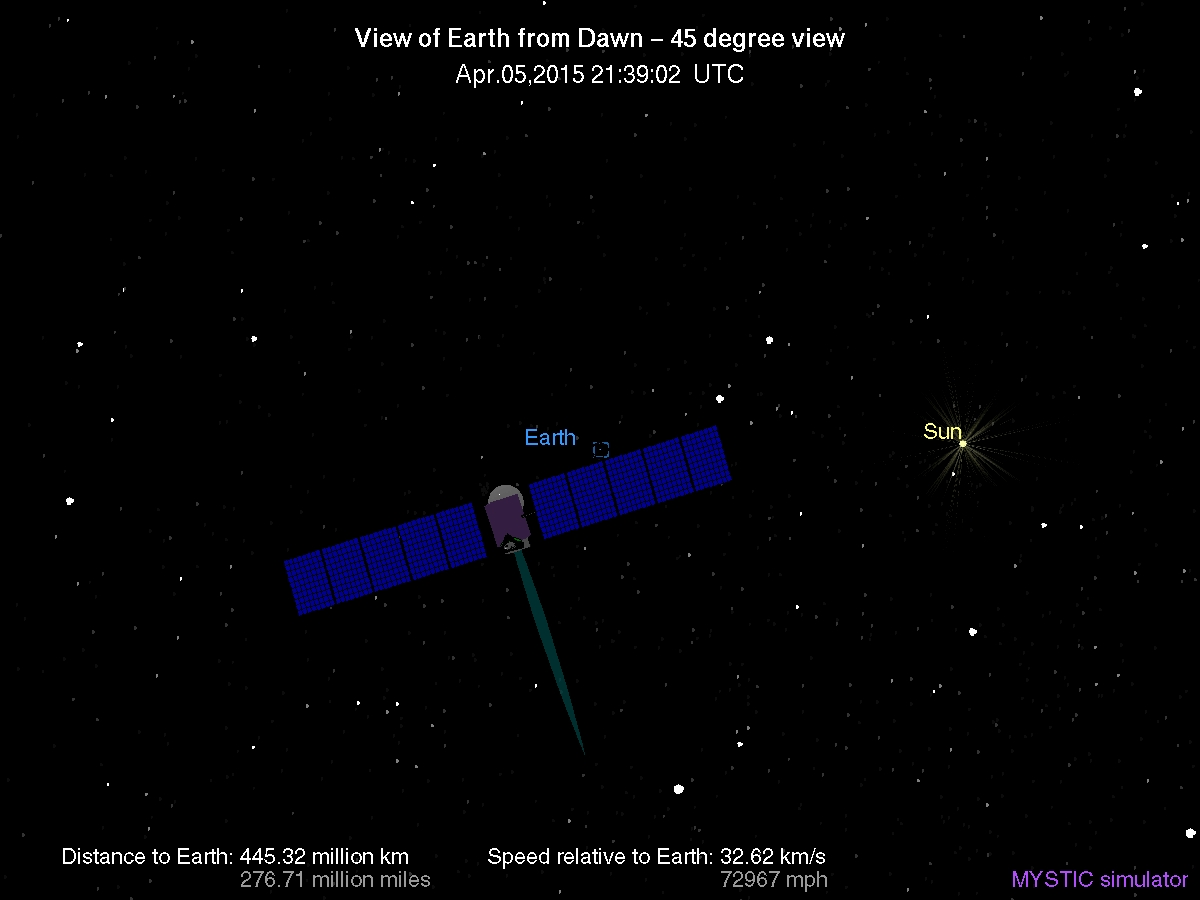 View of Earth from Dawn – 45 degree view
Apr.05,2015 21:39:02 UTC
Sun
Earth
Distance to Earth: 445.32 million km
276.71 million miles
Speed relative to Earth: 32.62 km/s
72967 mph
MYSTIC simulator